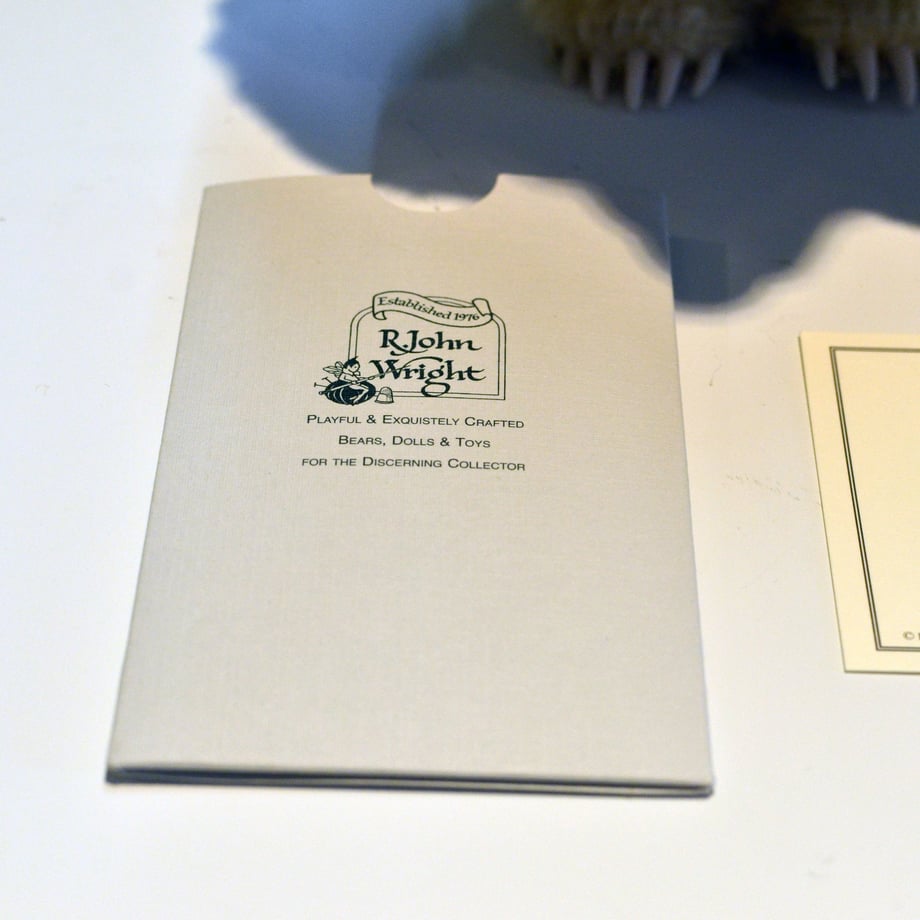 Established 1976
R.John
Wright
Playful & Exquisitely Crafted
Bears, Dolls & Toys
for the Discerning Collector
©